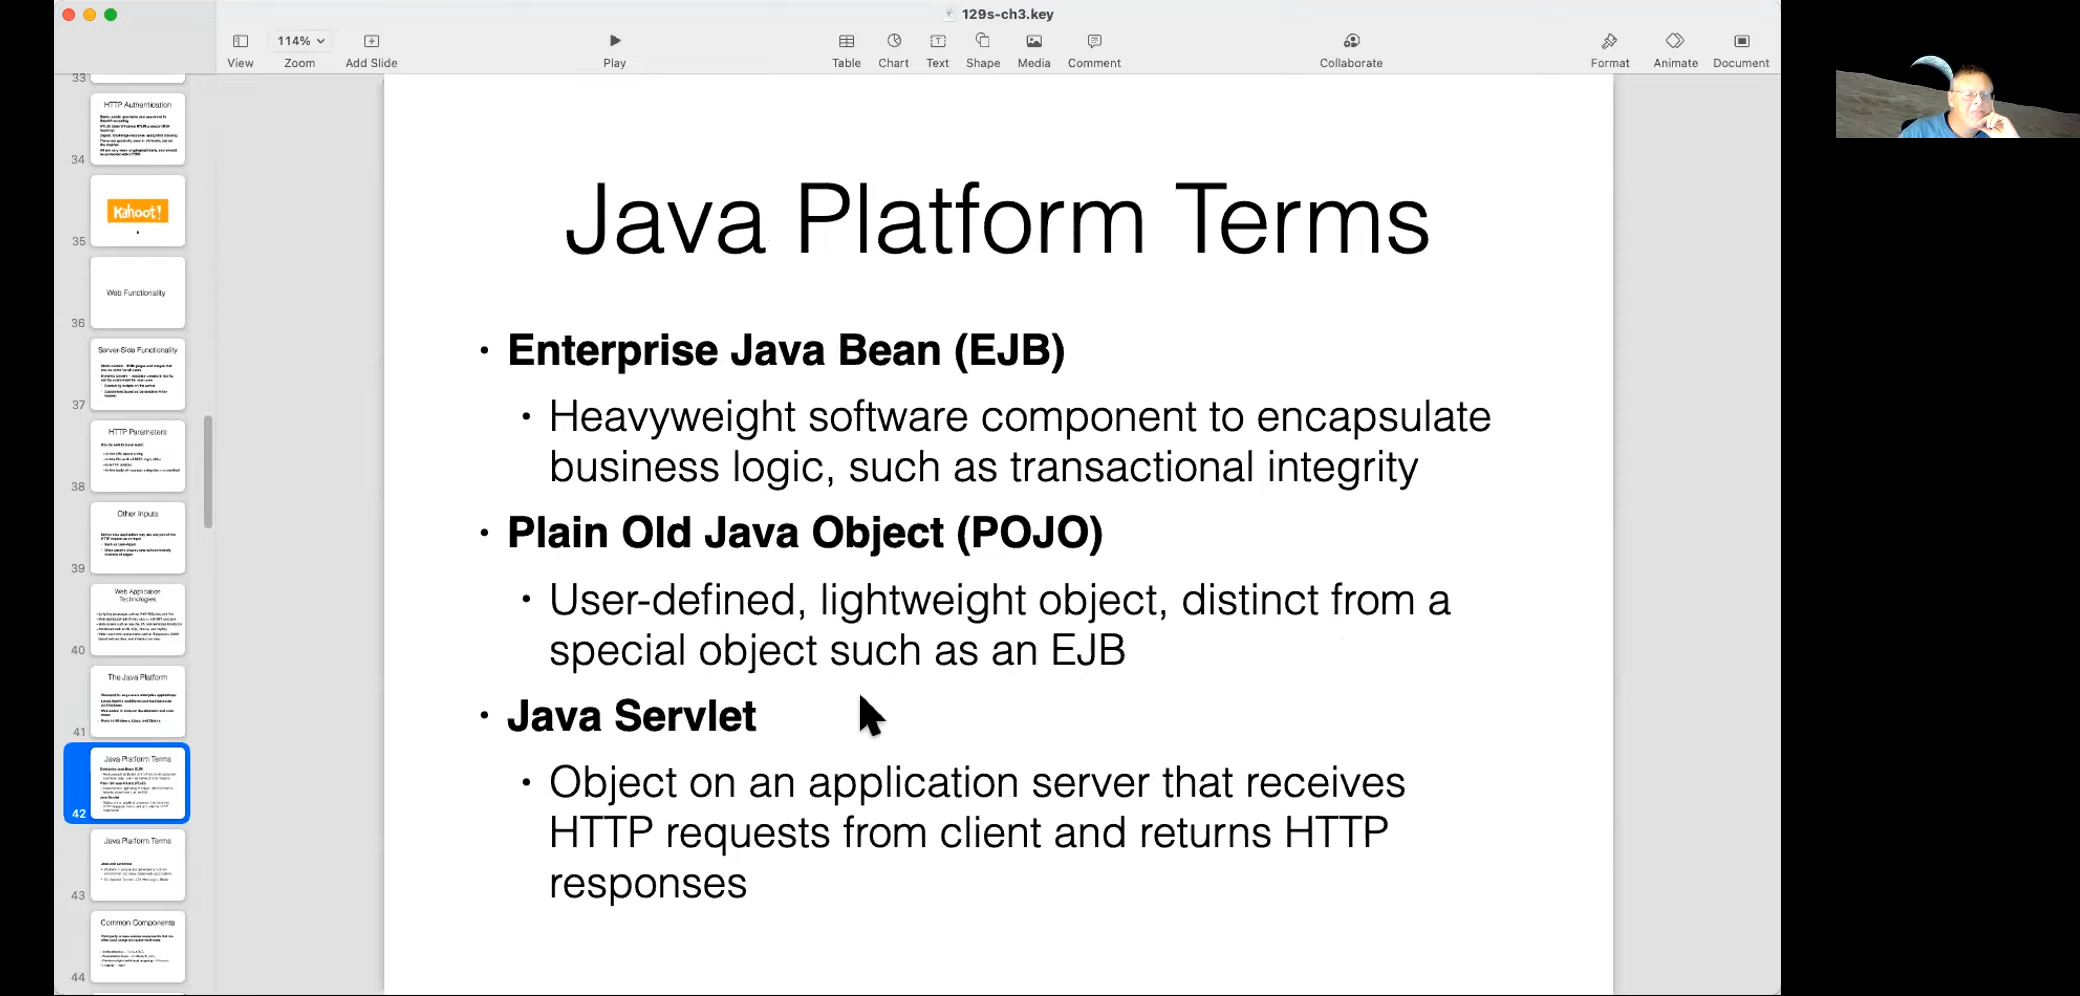 129s-ch3.key
114%
View
Zoom
Add Slide
Play
Table
Chart
Text
Shape
Media
Comment
Collaborate
Format
Animate
Document
33
HTTP Authentication
34
Kahoot!
35
Web Functionality
36
Server-Side Functionality
37
HTTP Parameters
38
Other Inputs
39
Web Application
Technologies
40
The Java Platform
41
Java Platform Terms
42
Java Platform Terms
43
Common Components
44
Java Platform Terms
• Enterprise Java Bean (EJB)
• Heavyweight software component to encapsulate
business logic, such as transactional integrity
• Plain Old Java Object (POJO)
• User-defined, lightweight object, distinct from a
special object such as an EJB
• Java Servlet
• Object on an application server that receives
HTTP requests from client and returns HTTP
responses